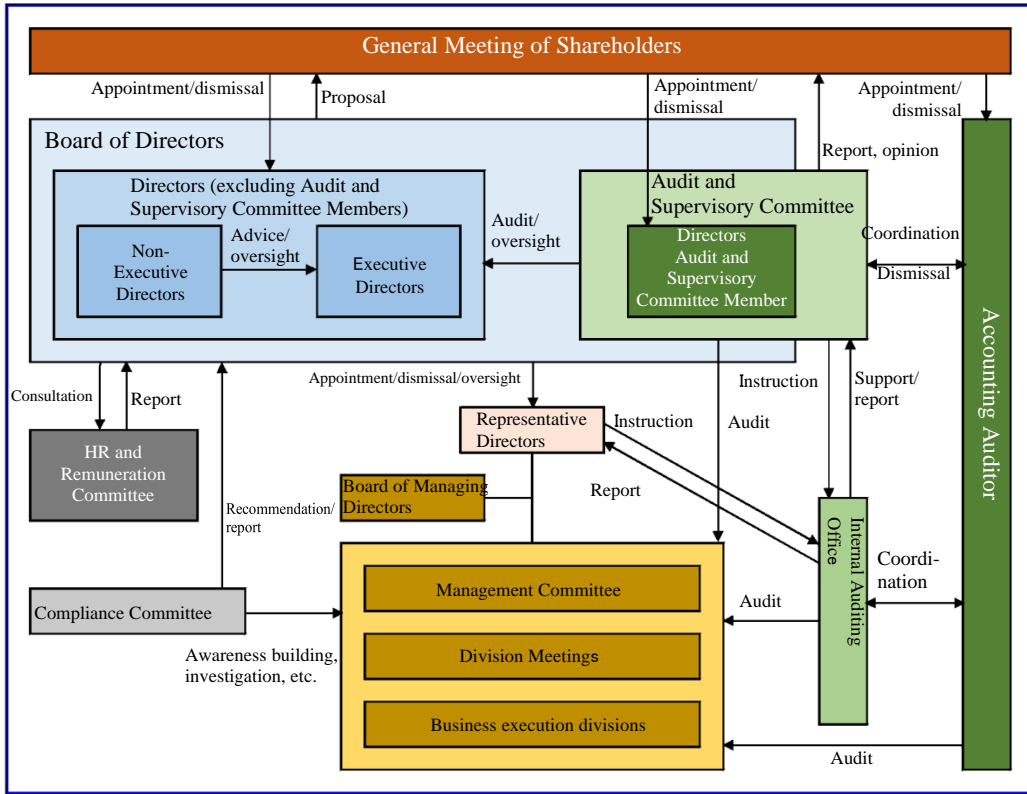 General Meeting of Shareholders
Appointment/dismissal
Proposal
Appointment/
dismissal
Appointment/
dismissal
Board of Directors
Report, opinion
Directors (excluding Audit and
Supervisory Committee Members)
Audit and
Supervisory Committee
Non-
Executive
Directors
Advice/
oversight
Executive
Directors
Audit/
oversight
Directors
Audit and
Supervisory
Committee Member
Coordination
Dismissal
Accounting Auditor
Consultation
Report
Appointment/dismissal/oversight
Instruction
Support/
report
HR and
Remuneration
Committee
Representative
Directors
Instruction
Audit
Board of Managing
Directors
Report
Recommendation/
report
Internal Auditing
Office
Coordi-
nation
Compliance Committee
Management Committee
Audit
Awareness building,
investigation, etc.
Division Meetings
Business execution divisions
Audit